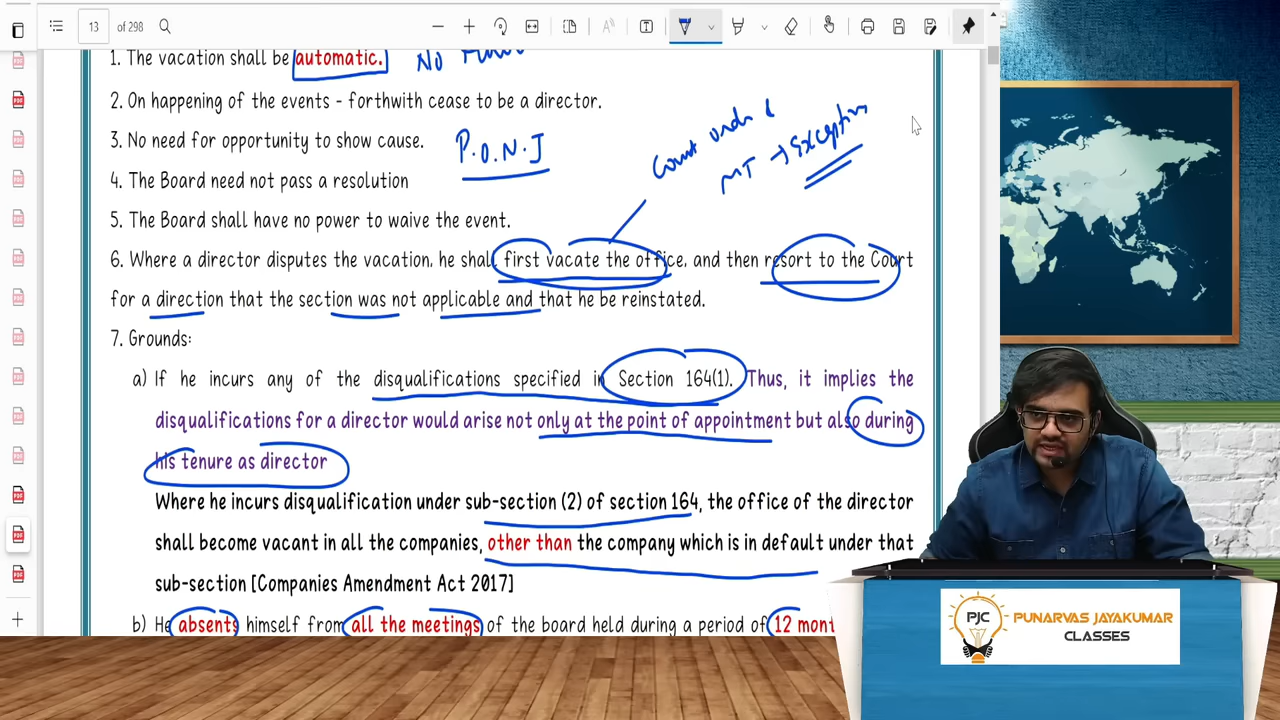 13 of 298
1. The vacation shall be automatic. No
2. On happening of the events - forthwith cease to be a director.
3. No need for opportunity to show cause. P.O.N.J
Court order &
MT → Exception
4. The Board need not pass a resolution
5. The Board shall have no power to waive the event.
6. Where a director disputes the vacation, he shall first vacate the office, and then resort to the Court
for a direction that the section was not applicable and that he be reinstated.
7. Grounds:
a) If he incurs any of the disqualifications specified in Section 164(1). Thus, it implies the
disqualifications for a director would arise not only at the point of appointment but also during
his tenure as director
Where he incurs disqualification under sub-section (2) of section 164, the office of the director
shall become vacant in all the companies, other than the company which is in default under that
sub-section [Companies Amendment Act 2017]
b) He absents himself from all the meetings of the board held during a period of 12
PJC
PUNARVAS JAYAKUMAR
CLASSES